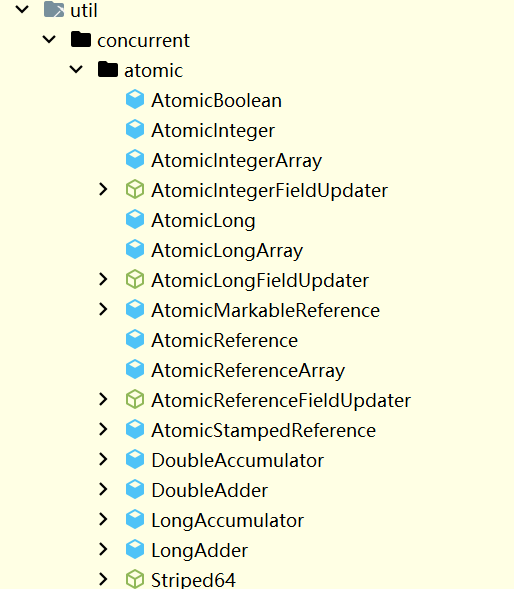 util
concurrent
atomic
AtomicBoolean
AtomicInteger
AtomicIntegerArray
AtomicIntegerFieldUpdater
AtomicLong
AtomicLongArray
AtomicLongFieldUpdater
AtomicMarkableReference
AtomicReference
AtomicReferenceArray
AtomicReferenceFieldUpdater
AtomicStampedReference
DoubleAccumulator
DoubleAdder
LongAccumulator
LongAdder
Striped64